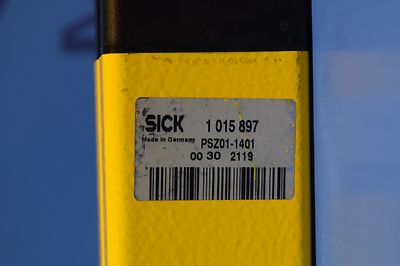 SICK 1 015 897
Made in Germany PSZ01-1401
00 30 2119